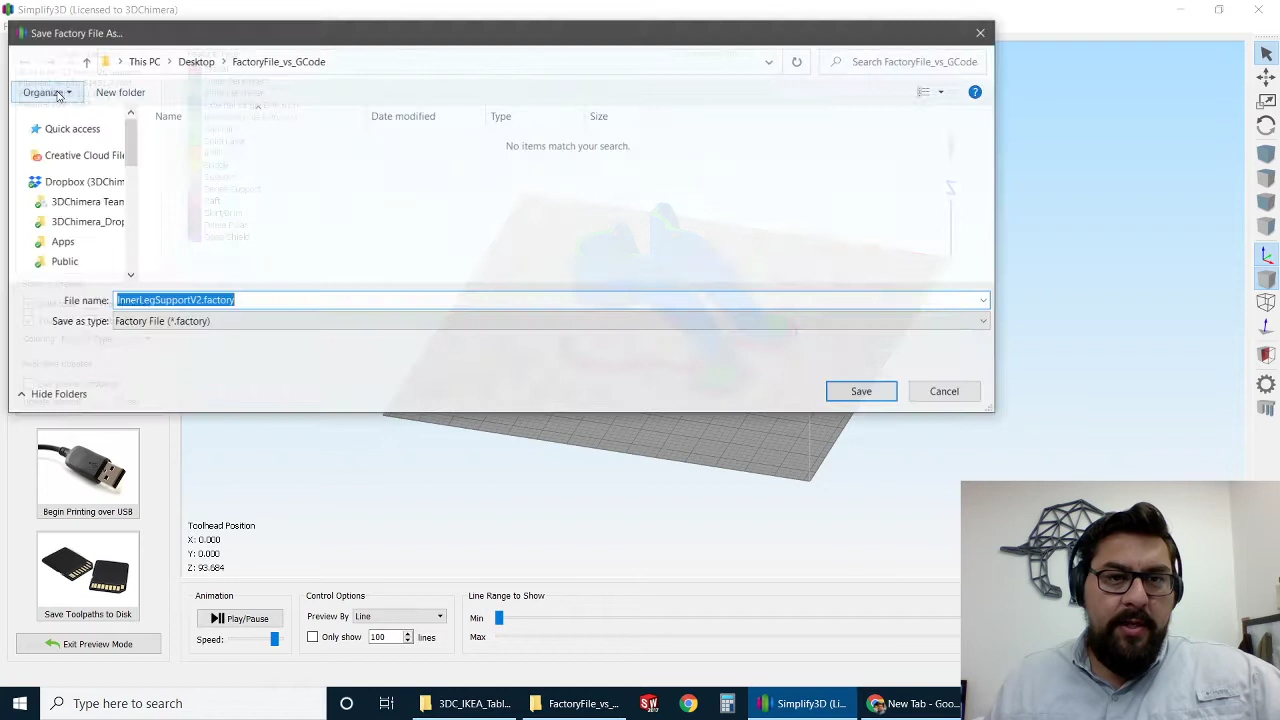 Simplify3D (Licensed to 3DChimera)
Save Factory File As...
This PC > Desktop > FactoryFile_vs_GCode
Search FactoryFile_vs_GCode
Organize
New folder
Name
Date modified
Type
Size
No items match your search.
Quick access
Creative Cloud File
Dropbox (3DChim
3DChimera Team
3DChimera_Drop
Apps
Public
File name:
InnerLegSupportV2.factory
Save as type:
Factory File (*.factory)
Hide Folders
Save
Cancel
Z
Begin Printing over USB
Save Toolpaths to Disk
Exit Preview Mode
Toolhead Position
X: 0.000
Y: 0.000
Z: 93.684
Animation
Play/Pause
Speed:
Control Options
Preview By
Line
Only show
100
lines
Line Range to Show
Min
Max
Type here to search
3DC_IKEA_Tabl...
FactoryFile_vs_...
SW
2017
Simplify3D (Li...
New Tab - Goo...